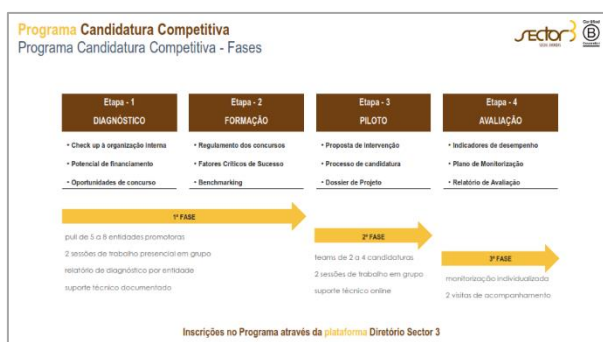 Programa Candidatura Competitiva
Programa Candidatura Competitiva - Fases
sector3
Certified
B
Etapa - 1
DIAGNÓSTICO
• Check up à organização interna
• Potencial de financiamento
• Oportunidades de concurso
Etapa - 2
FORMAÇÃO
• Regulamento dos concursos
• Fatores Críticos de Sucesso
• Benchmarking
Etapa - 3
PILOTO
• Proposta de intervenção
• Processo de candidatura
• Dossier de Projeto
Etapa - 4
AVALIAÇÃO
• Indicadores de desempenho
• Plano de Monitorização
• Relatório de Avaliação
1ª FASE
pull de 5 a 8 entidades promotoras
2 sessões de trabalho presencial em grupo
relatório de diagnóstico por entidade
suporte técnico documentado
2ª FASE
teams de 2 a 4 candidaturas
2 sessões de trabalho em grupo
suporte técnico online
3ª FASE
monitorização individualizada
2 visitas de acompanhamento
Inscrições no Programa através da plataforma Diretório Sector 3